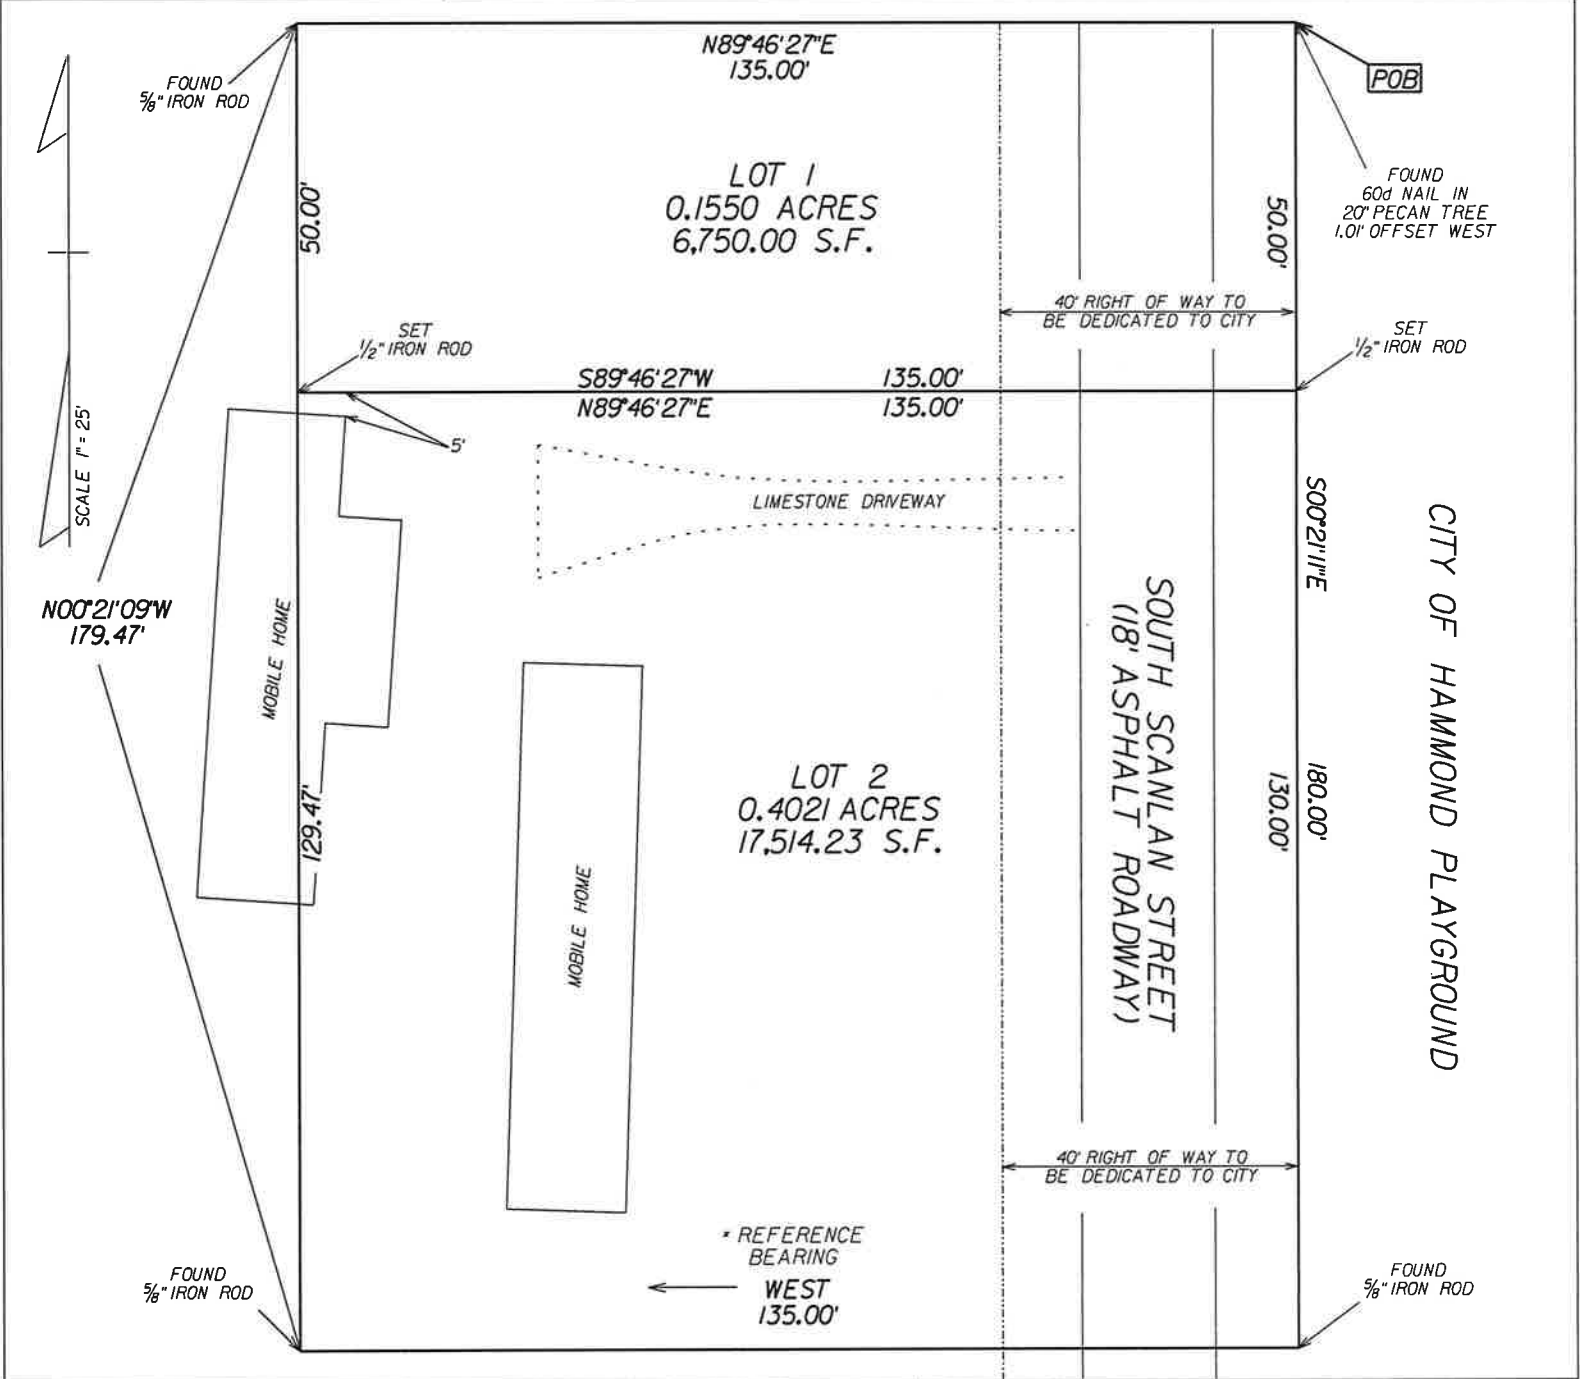 N89°46'27"E
135.00'
POB
FOUND
5/8" IRON ROD
FOUND
60d NAIL IN
20" PECAN TREE
1.01' OFFSET WEST
LOT 1
0.1550 ACRES
6,750.00 S.F.
50.00'
50.00'
40' RIGHT OF WAY TO
BE DEDICATED TO CITY
SET
1/2" IRON ROD
SET
1/2" IRON ROD
S89°46'27"W 135.00'
N89°46'27"E 135.00'
5'
SCALE 1" = 25'
LIMESTONE DRIVEWAY
S00°21'11"E
180.00'
130.00'
CITY OF HAMMOND PLAYGROUND
N00°21'09"W
179.47'
MOBILE HOME
129.47'
SOUTH SCANLAN STREET
(18' ASPHALT ROADWAY)
LOT 2
0.4021 ACRES
17,514.23 S.F.
MOBILE HOME
40' RIGHT OF WAY TO
BE DEDICATED TO CITY
* REFERENCE
BEARING
WEST
135.00'
FOUND
5/8" IRON ROD
FOUND
5/8" IRON ROD